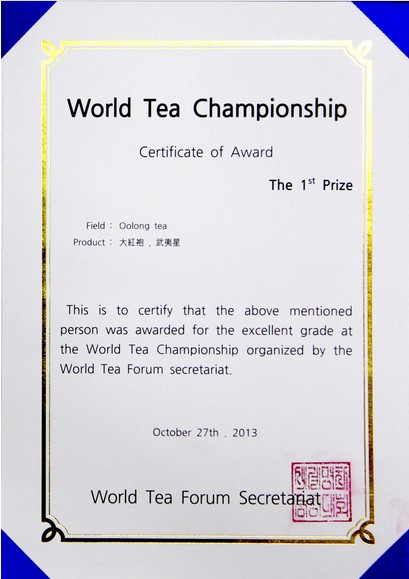 World Tea Championship
Certificate of Award
The 1st Prize
Field : Oolong tea
Product : 大紅袍 , 武夷星
This is to certify that the above mentioned
person was awarded for the excellent grade at
the World Tea Championship organized by the
World Tea Forum secretariat.
October 27th . 2013
World Tea Forum Secretariat